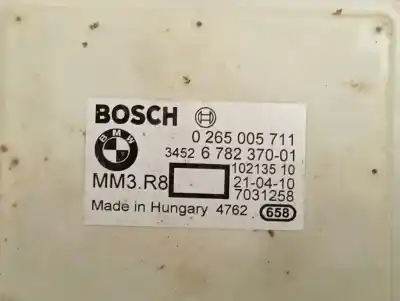 BOSCH
BMW
0 265 005 711
3452 6 782 370-01
102135 10
MM3.R8 21-04-10
7031258
Made in Hungary 4762 658